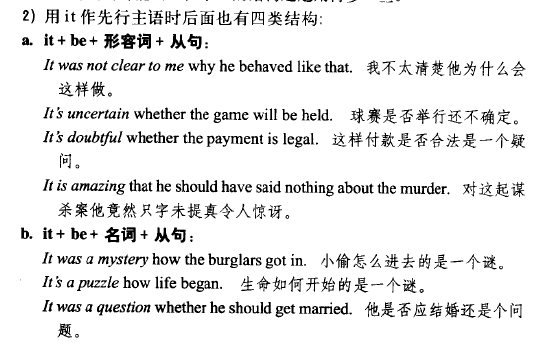 2) 用 it 作先行主语时后面也有四类结构:
a. it + be + 形容词 + 从句:
It was not clear to me why he behaved like that. 我不太清楚他为什么会
这样做。
It's uncertain whether the game will be held. 球赛是否举行还不确定。
It's doubtful whether the payment is legal. 这样付款是否合法是一个疑
问。
It is amazing that he should have said nothing about the murder. 对这起谋
杀案他竟然只字未提真令人惊讶。
b. it + be + 名词 + 从句:
It was a mystery how the burglars got in. 小偷怎么进去的是一个谜。
It's a puzzle how life began. 生命如何开始的是一个谜。
It was a question whether he should get married. 他是否应结婚还是个问
题。